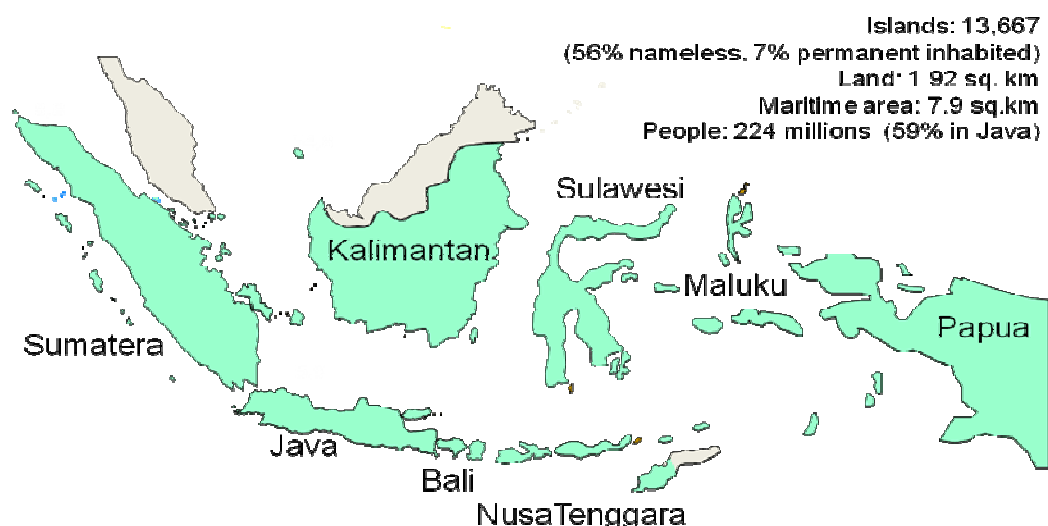 Islands: 13,667
(56% nameless, 7% permanent inhabited)
Land: 1 92 sq. km
Maritime area: 7.9 sq.km
People: 224 millions (59% in Java)
Sulawesi
Kalimantan
Maluku
Papua
Sumatera
Java
Bali
NusaTenggara